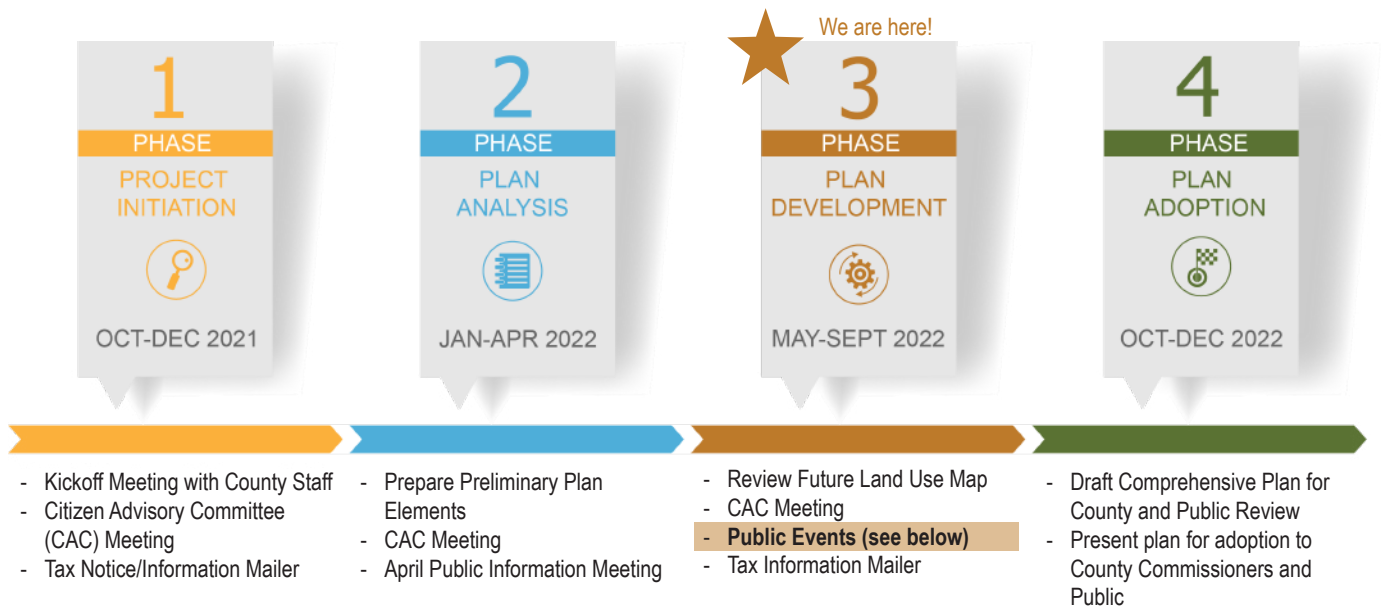 We are here!
1
PHASE
PROJECT
INITIATION
OCT-DEC 2021
2
PHASE
PLAN
ANALYSIS
JAN-APR 2022
3
PHASE
PLAN
DEVELOPMENT
MAY-SEPT 2022
4
PHASE
PLAN
ADOPTION
OCT-DEC 2022
- Kickoff Meeting with County Staff
- Citizen Advisory Committee
(CAC) Meeting
- Tax Notice/Information Mailer
- Prepare Preliminary Plan
Elements
- CAC Meeting
- April Public Information Meeting
- Review Future Land Use Map
- CAC Meeting
- Public Events (see below)
- Tax Information Mailer
- Draft Comprehensive Plan for
County and Public Review
- Present plan for adoption to
County Commissioners and
Public